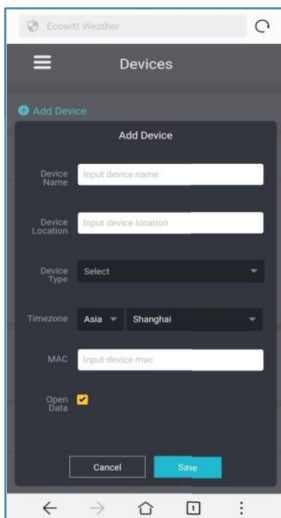 Ecowitt Weather
Devices
Add Device
Add Device
Device Name
Input device name
Device Location
Input device location
Device Type
Select
Timezone
Asia
Shanghai
MAC
Input device mac
Open Data
Cancel
Save
1